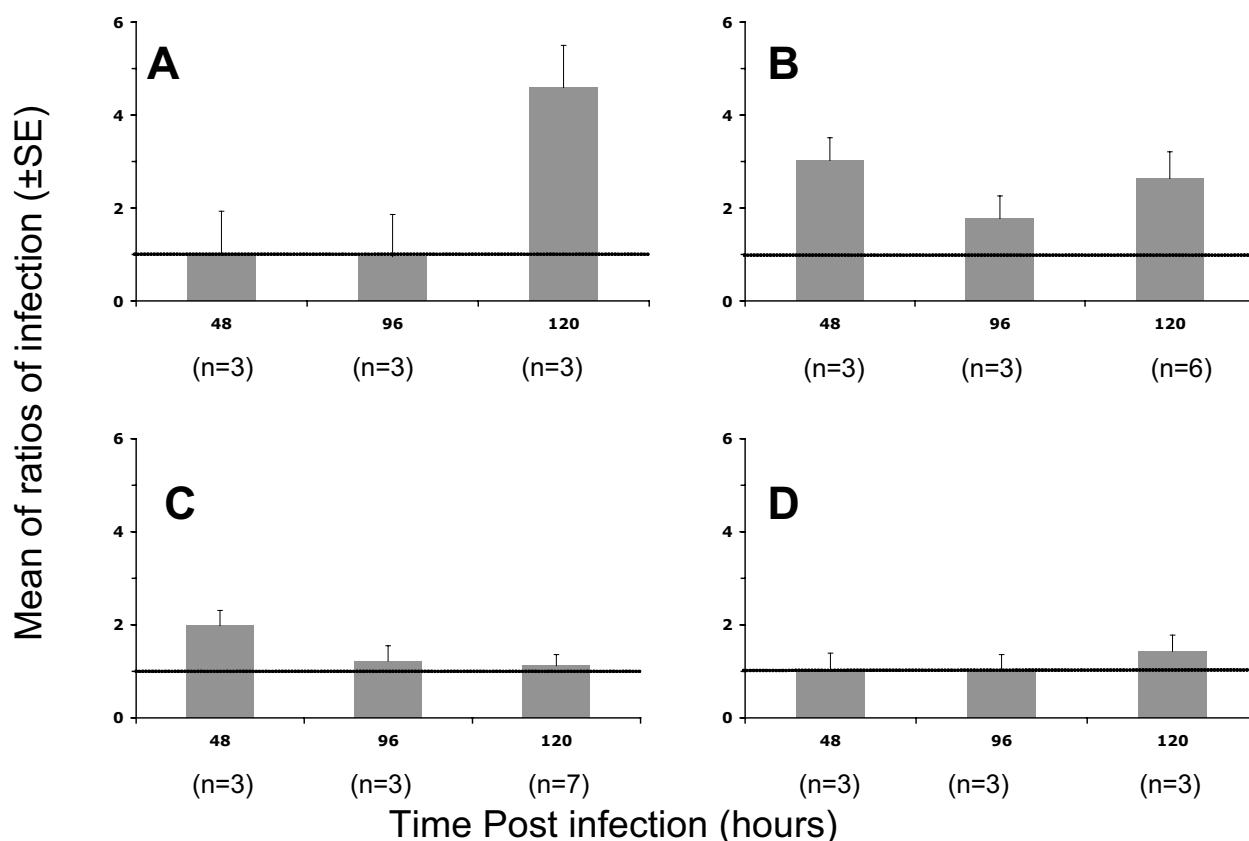 Mean of ratios of infection (±SE)
A
6
4
2
0
48 96 120
(n=3) (n=3) (n=3)
B
6
4
2
0
48 96 120
(n=3) (n=3) (n=6)
C
6
4
2
0
48 96 120
(n=3) (n=3) (n=7)
D
6
4
2
0
48 96 120
(n=3) (n=3) (n=3)
Time Post infection (hours)